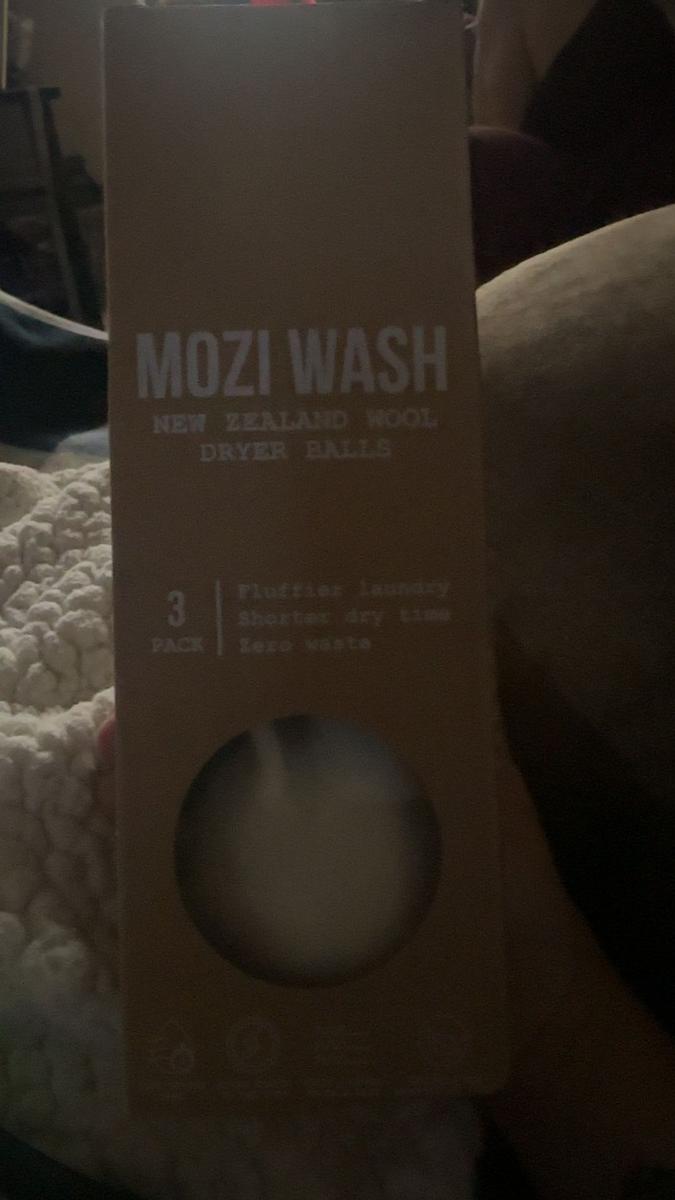 MOZI WASH
NEW ZEALAND WOOL
DRYER BALLS
3
PACK
Fluffier laundry
Shorter dry time
Zero waste